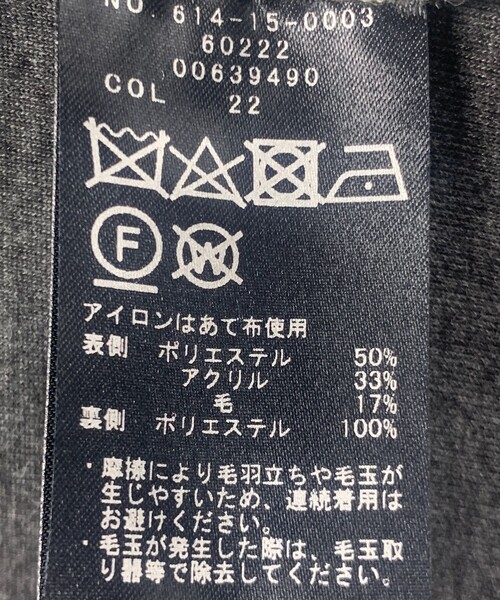 NO. 614-15-0003
60222
00639490
COL 22
F W
アイロンはあて布使用
表側 ポリエステル 50%
アクリル 33%
毛 17%
裏側 ポリエステル 100%
・摩擦により毛羽立ちや毛玉が
生じやすいため、連続着用は
お避けください。
・毛玉が発生した際は、毛玉取
り器等で除去してください。